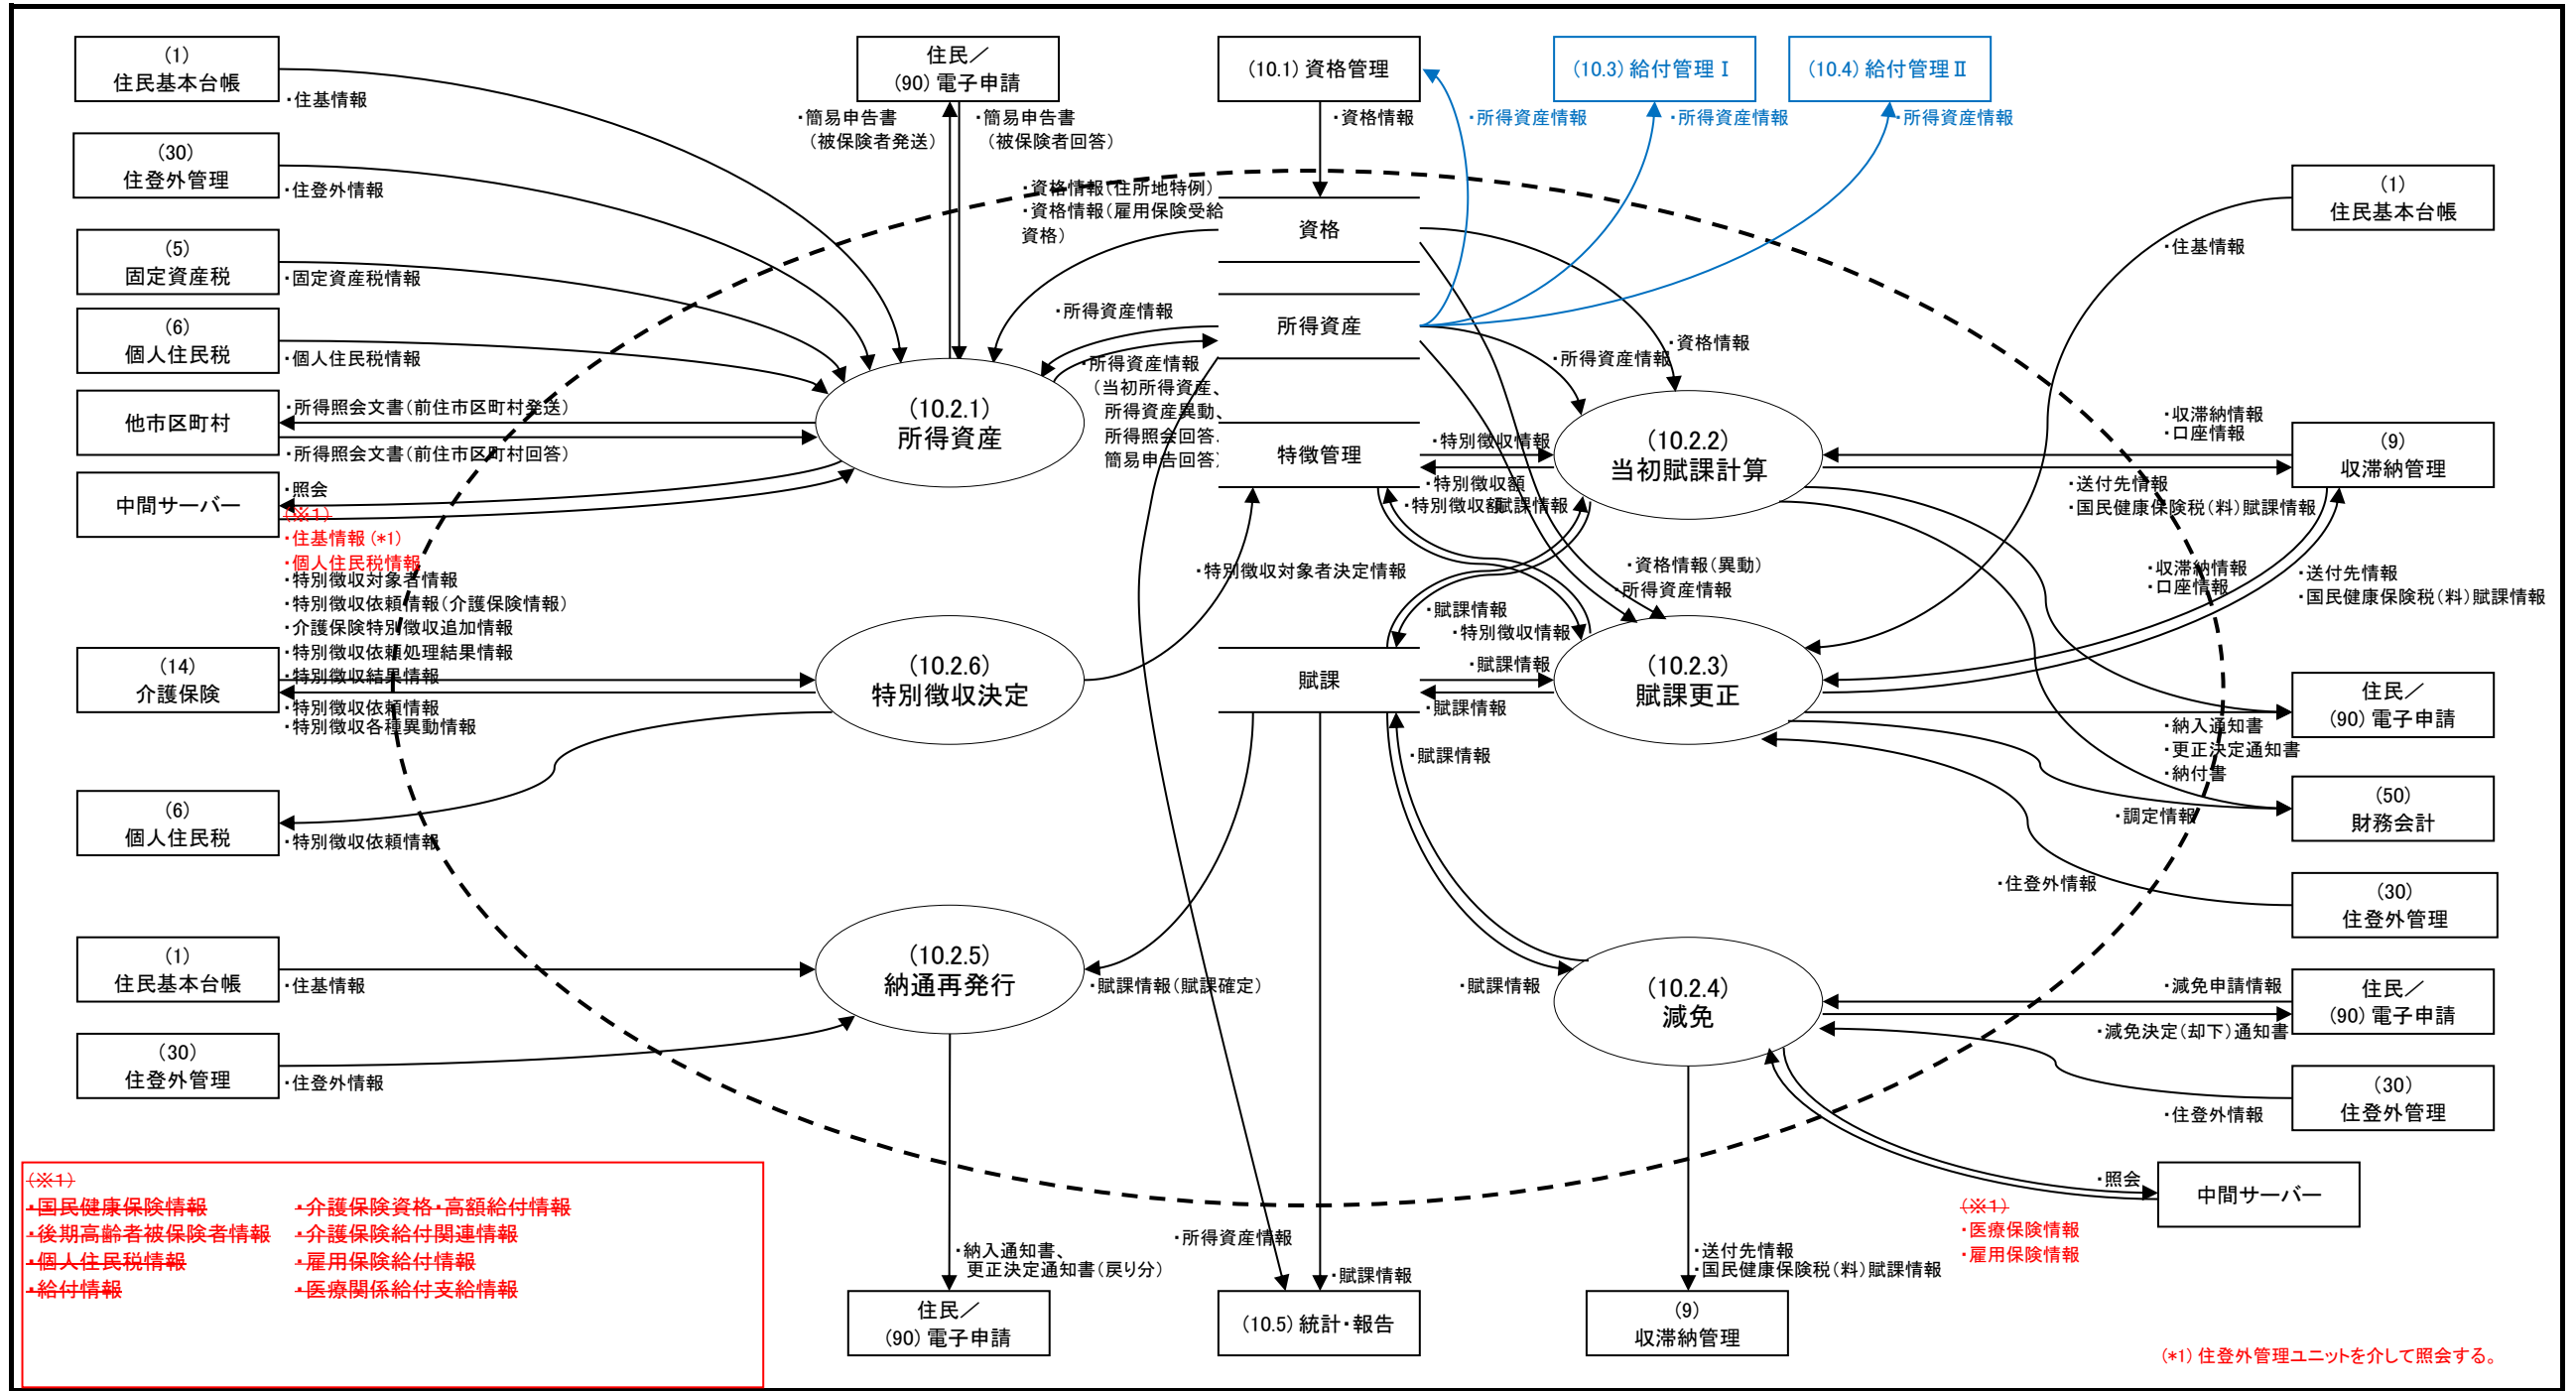 (1)
住民基本台帳
・住基情報
(30)
住登外管理
・住登外情報
(5)
固定資産税
・固定資産税情報
(6)
個人住民税
・個人住民税情報
他市区町村
・所得照会文書(前住市区町村発送)
・所得照会文書(前住市区町村回答)
中間サーバー
・照会
(※1)
・住基情報(*1)
・個人住民税情報
・特別徴収対象者情報
・特別徴収依頼情報(介護保険情報)
・介護保険特別徴収追加情報
・特別徴収依頼処理結果情報
・特別徴収結果情報
(14)
介護保険
・特別徴収依頼情報
・特別徴収各種異動情報
(6)
個人住民税
・特別徴収依頼情報
(1)
住民基本台帳
・住基情報
(30)
住登外管理
・住登外情報
(※1)
・国民健康保険情報
・後期高齢者被保険者情報
・個人住民税情報
・給付情報
・介護保険資格・高額給付情報
・介護保険給付関連情報
・雇用保険給付情報
・医療関係給付支給情報
住民／
(90)電子申請
・簡易申告書
(被保険者発送)
・簡易申告書
(被保険者回答)
(10.1)資格管理
・資格情報
(10.3)給付管理Ⅰ
(10.4)給付管理Ⅱ
・所得資産情報
・所得資産情報
・所得資産情報
・資格情報(住所地特例)
・資格情報(雇用保険受給
資格)
資格
・所得資産情報
所得資産
・所得資産情報
(当初所得資産、
所得資産異動、
所得照会回答、
簡易申告回答)
(10.2.1)
所得資産
特徴管理
・特別徴収対象者決定情報
(10.2.6)
特別徴収決定
賦課
(10.2.5)
納通再発行
・賦課情報(賦課確定)
・納入通知書、
更正決定通知書(戻り分)
住民／
(90)電子申請
・所得資産情報
・賦課情報
(10.5)統計・報告
・資格情報
・所得資産情報
・特別徴収情報
・特別徴収額
・特別徴収額
賦課情報
(10.2.2)
当初賦課計算
・資格情報(異動)
・所得資産情報
・賦課情報
・特別徴収情報
・賦課情報
・賦課情報
(10.2.3)
賦課更正
・賦課情報
・賦課情報
(10.2.4)
減免
・送付先情報
・国民健康保険税(料)賦課情報
(9)
収滞納管理
(1)
住民基本台帳
・住基情報
・収滞納情報
・口座情報
(9)
収滞納管理
・送付先情報
・国民健康保険税(料)賦課情報
・収滞納情報
・口座情報
・送付先情報
・国民健康保険税(料)賦課情報
住民／
(90)電子申請
・納入通知書
・更正決定通知書
・納付書
(50)
財務会計
・調定情報
(30)
住登外管理
・住登外情報
・減免申請情報
住民／
(90)電子申請
・減免決定(却下)通知書
(30)
住登外管理
・住登外情報
・照会
中間サーバー
(※1)
・医療保険情報
・雇用保険情報
(*1)住登外管理ユニットを介して照会する。